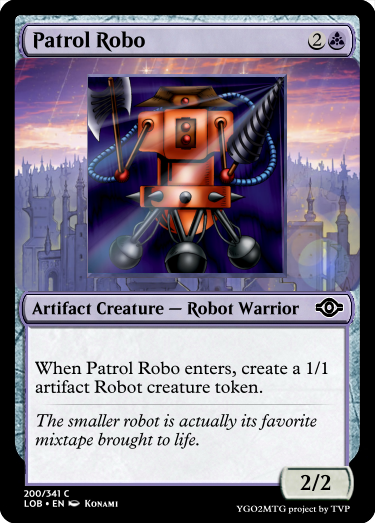 Patrol Robo 2
Artifact Creature — Robot Warrior
When Patrol Robo enters, create a 1/1
artifact Robot creature token.
The smaller robot is actually its favorite
mixtape brought to life.
2/2
200/341 C
LOB • EN Konami
YGO2MTG project by TVP